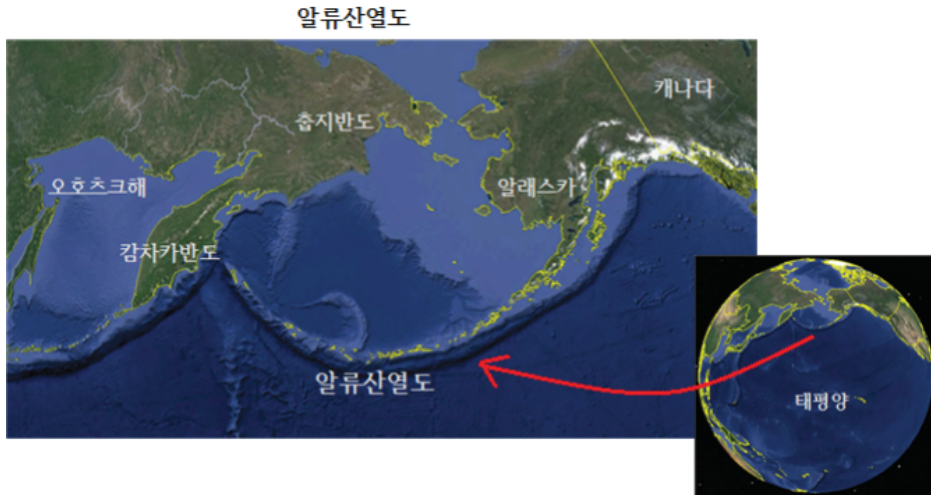 알류산열도
캐나다
츕지반도
오호츠크해
알래스카
캄차카반도
알류산열도
태평양